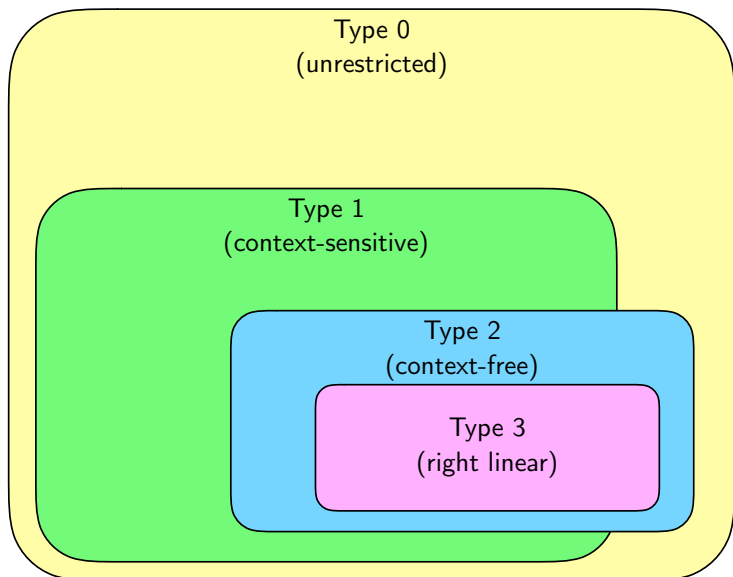 Type 0
(unrestricted)
Type 1
(context-sensitive)
Type 2
(context-free)
Type 3
(right linear)